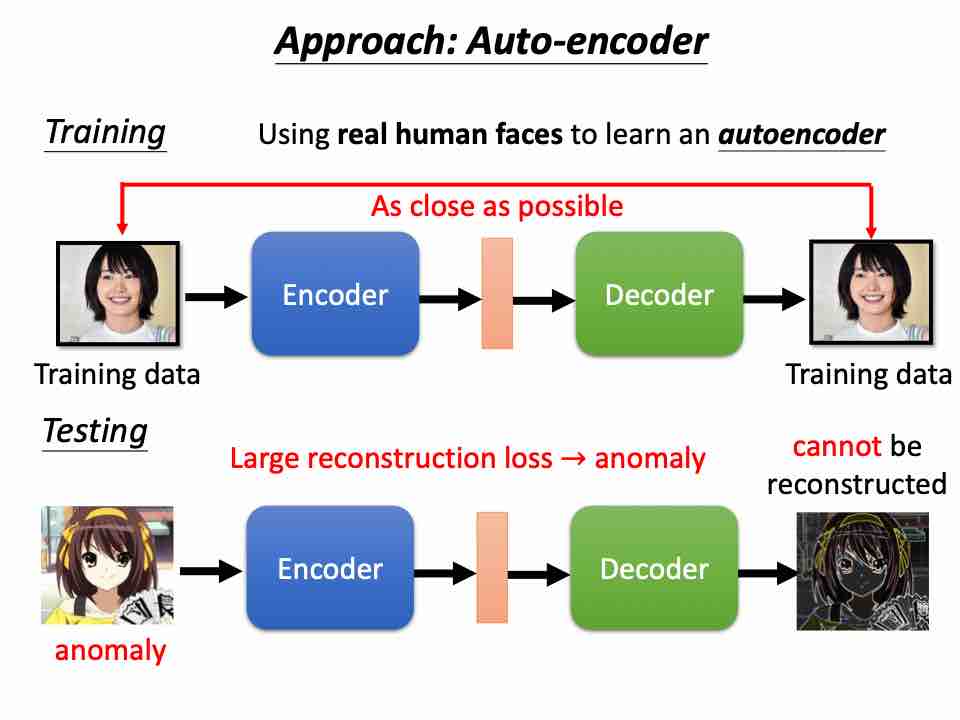 Approach: Auto-encoder
Training
Using real human faces to learn an autoencoder
As close as possible
Encoder
Decoder
Training data
Training data
Testing
Large reconstruction loss → anomaly
cannot be
reconstructed
Encoder
Decoder
anomaly